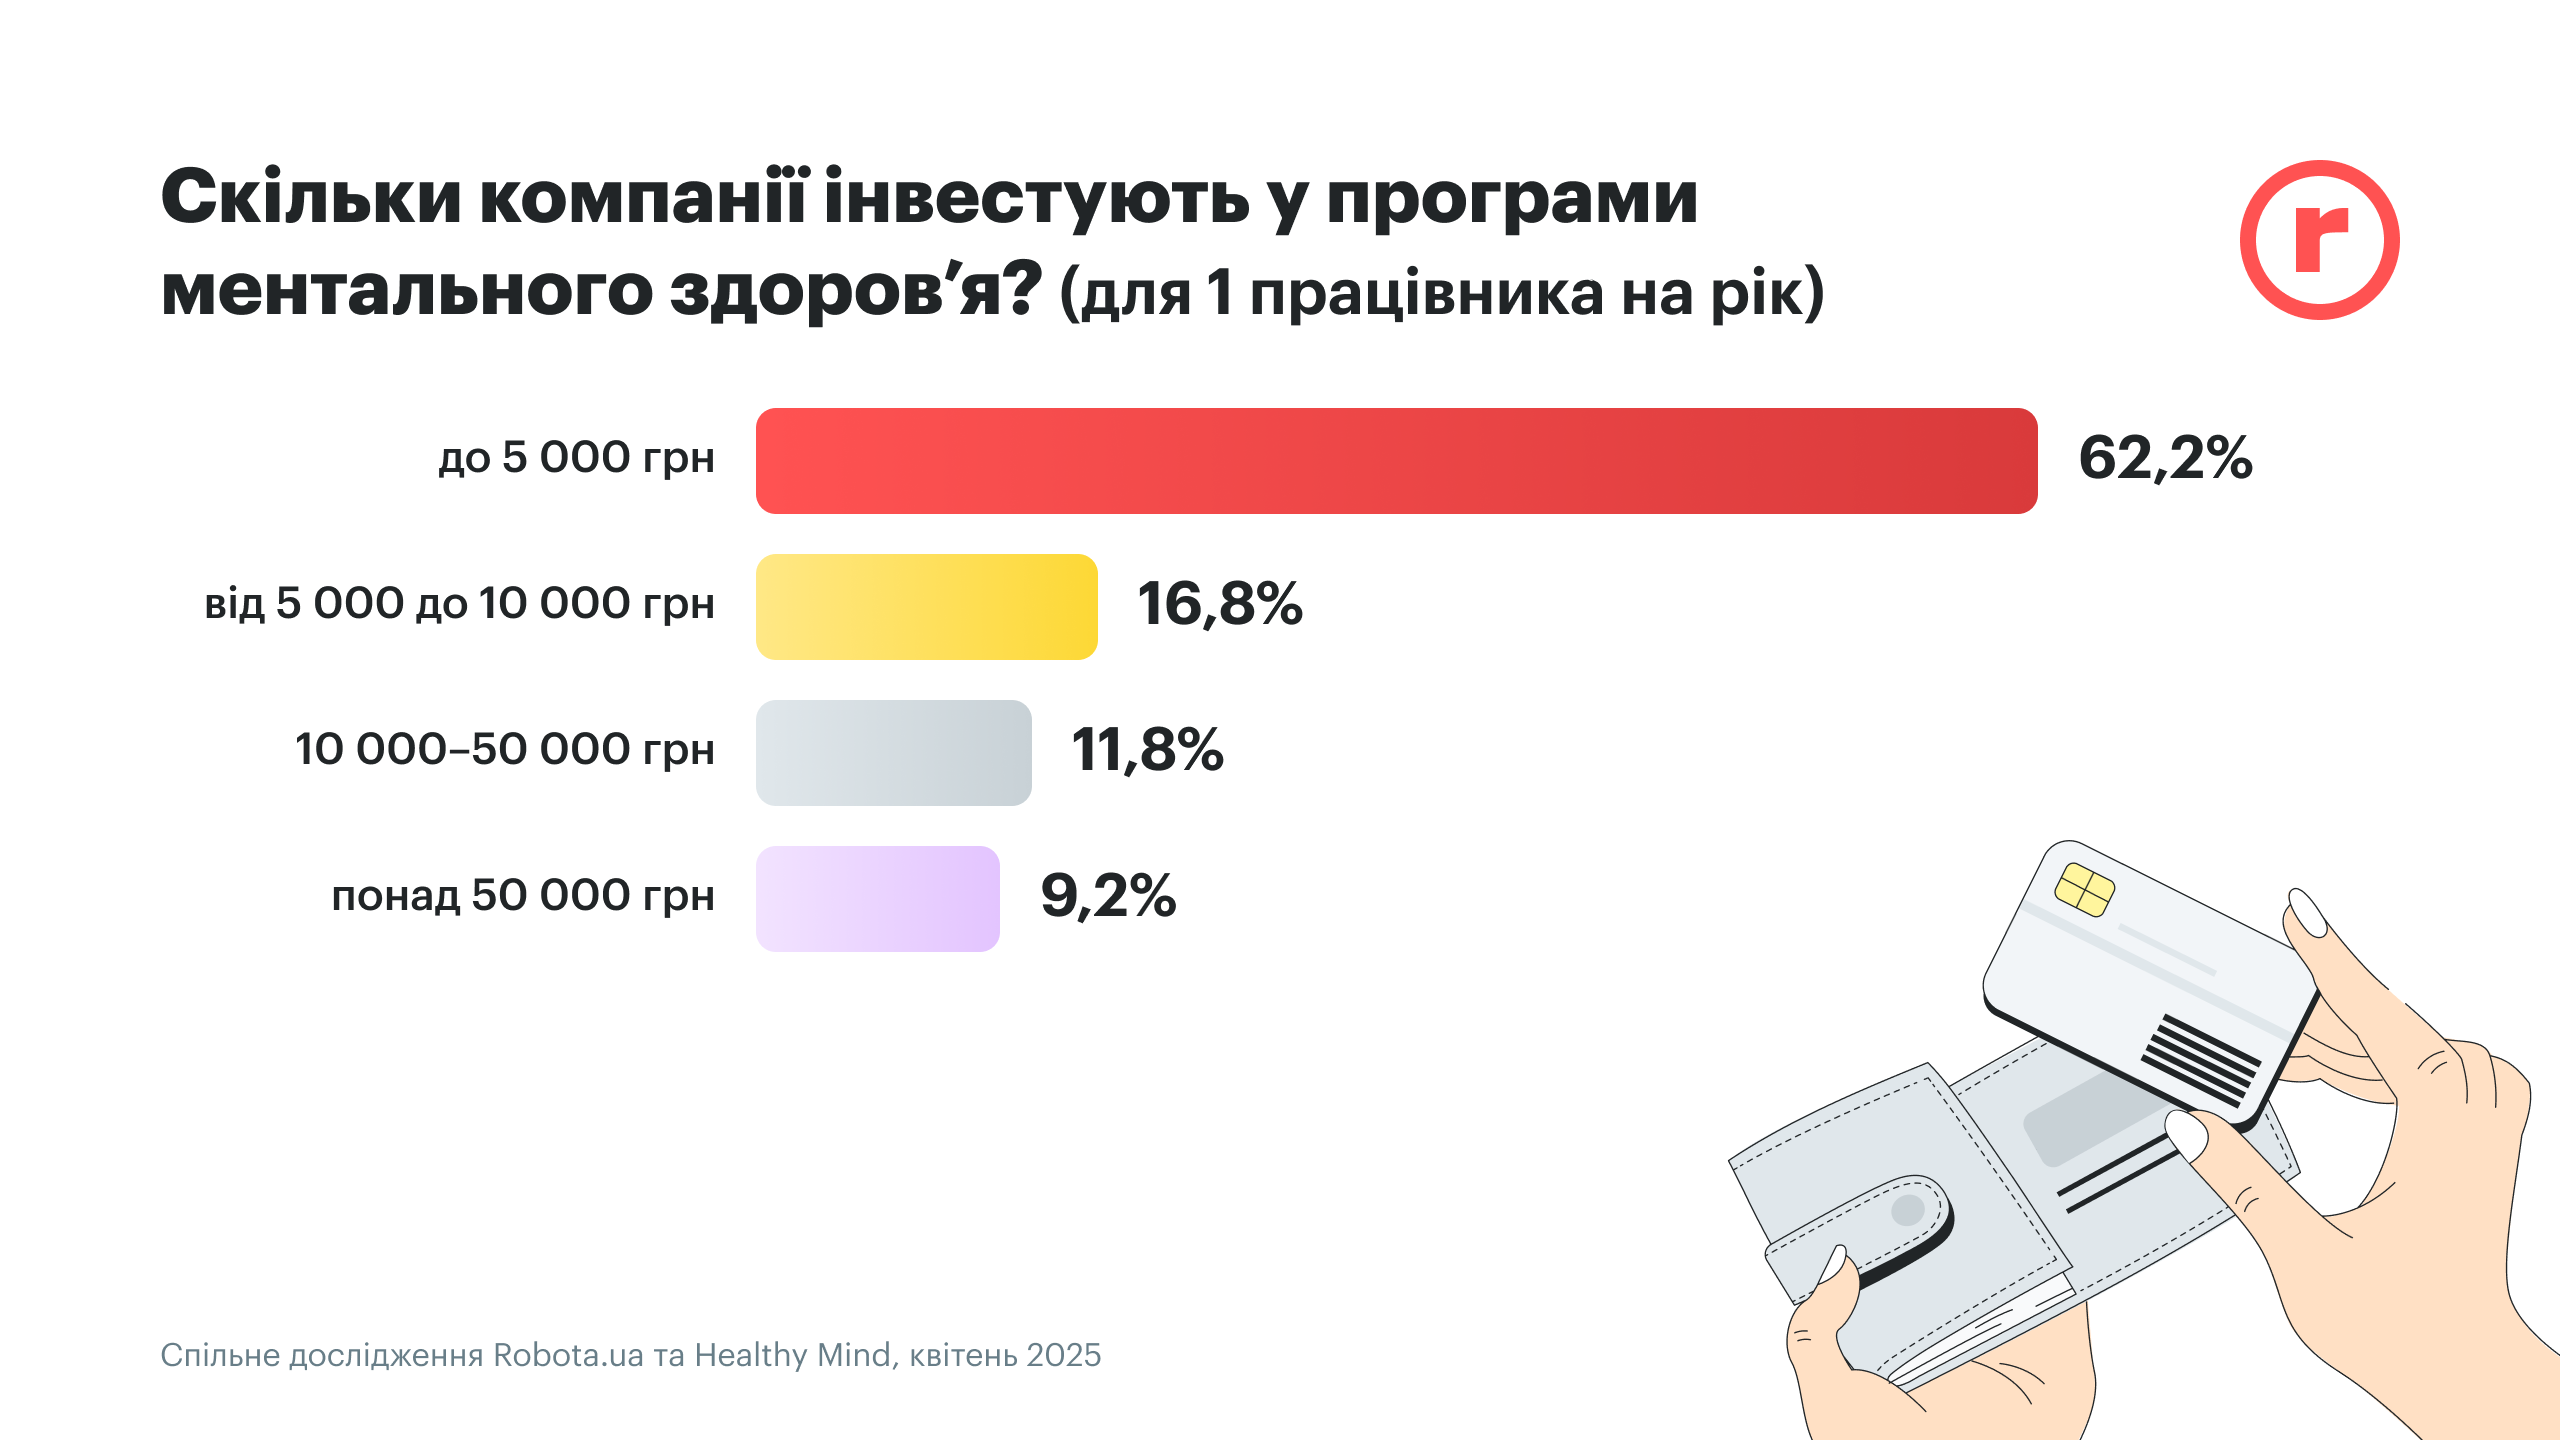 Скільки компанії інвестують у програми
ментального здоров’я? (для 1 працівника на рік)
r
до 5 000 грн 62,2%
від 5 000 до 10 000 грн 16,8%
10 000–50 000 грн 11,8%
понад 50 000 грн 9,2%
Спільне дослідження Robota.ua та Healthy Mind, квітень 2025